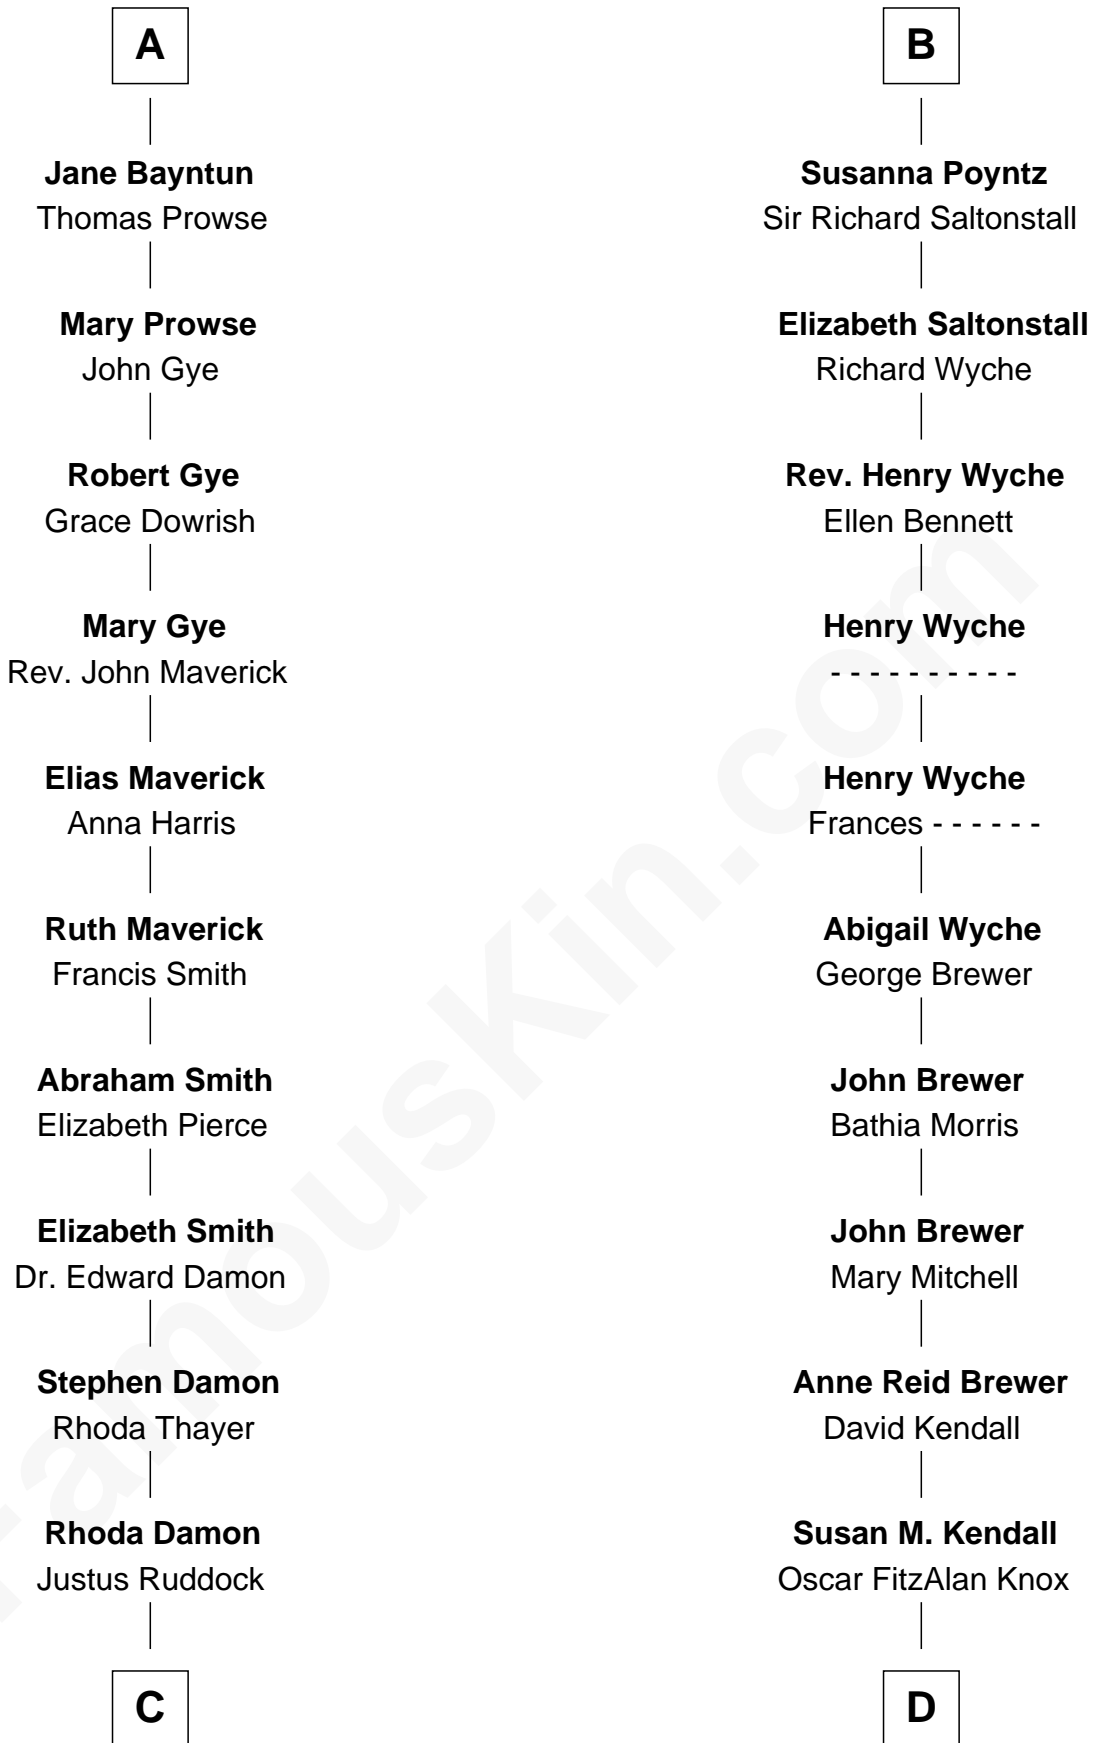 A
Jane Bayntun
Thomas Prowse
Mary Prowse
John Gye
Robert Gye
Grace Dowrish
Mary Gye
Rev. John Maverick
Elias Maverick
Anna Harris
Ruth Maverick
Francis Smith
Abraham Smith
Elizabeth Pierce
Elizabeth Smith
Dr. Edward Damon
Stephen Damon
Rhoda Thayer
Rhoda Damon
Justus Ruddock
C
B
Susanna Poyntz
Sir Richard Saltonstall
Elizabeth Saltonstall
Richard Wyche
Rev. Henry Wyche
Ellen Bennett
Henry Wyche
- - - - - - - - - -
Henry Wyche
Frances - - - - - -
Abigail Wyche
George Brewer
John Brewer
Bathia Morris
John Brewer
Mary Mitchell
Anne Reid Brewer
David Kendall
Susan M. Kendall
Oscar FitzAlan Knox
D
FamousKin.com